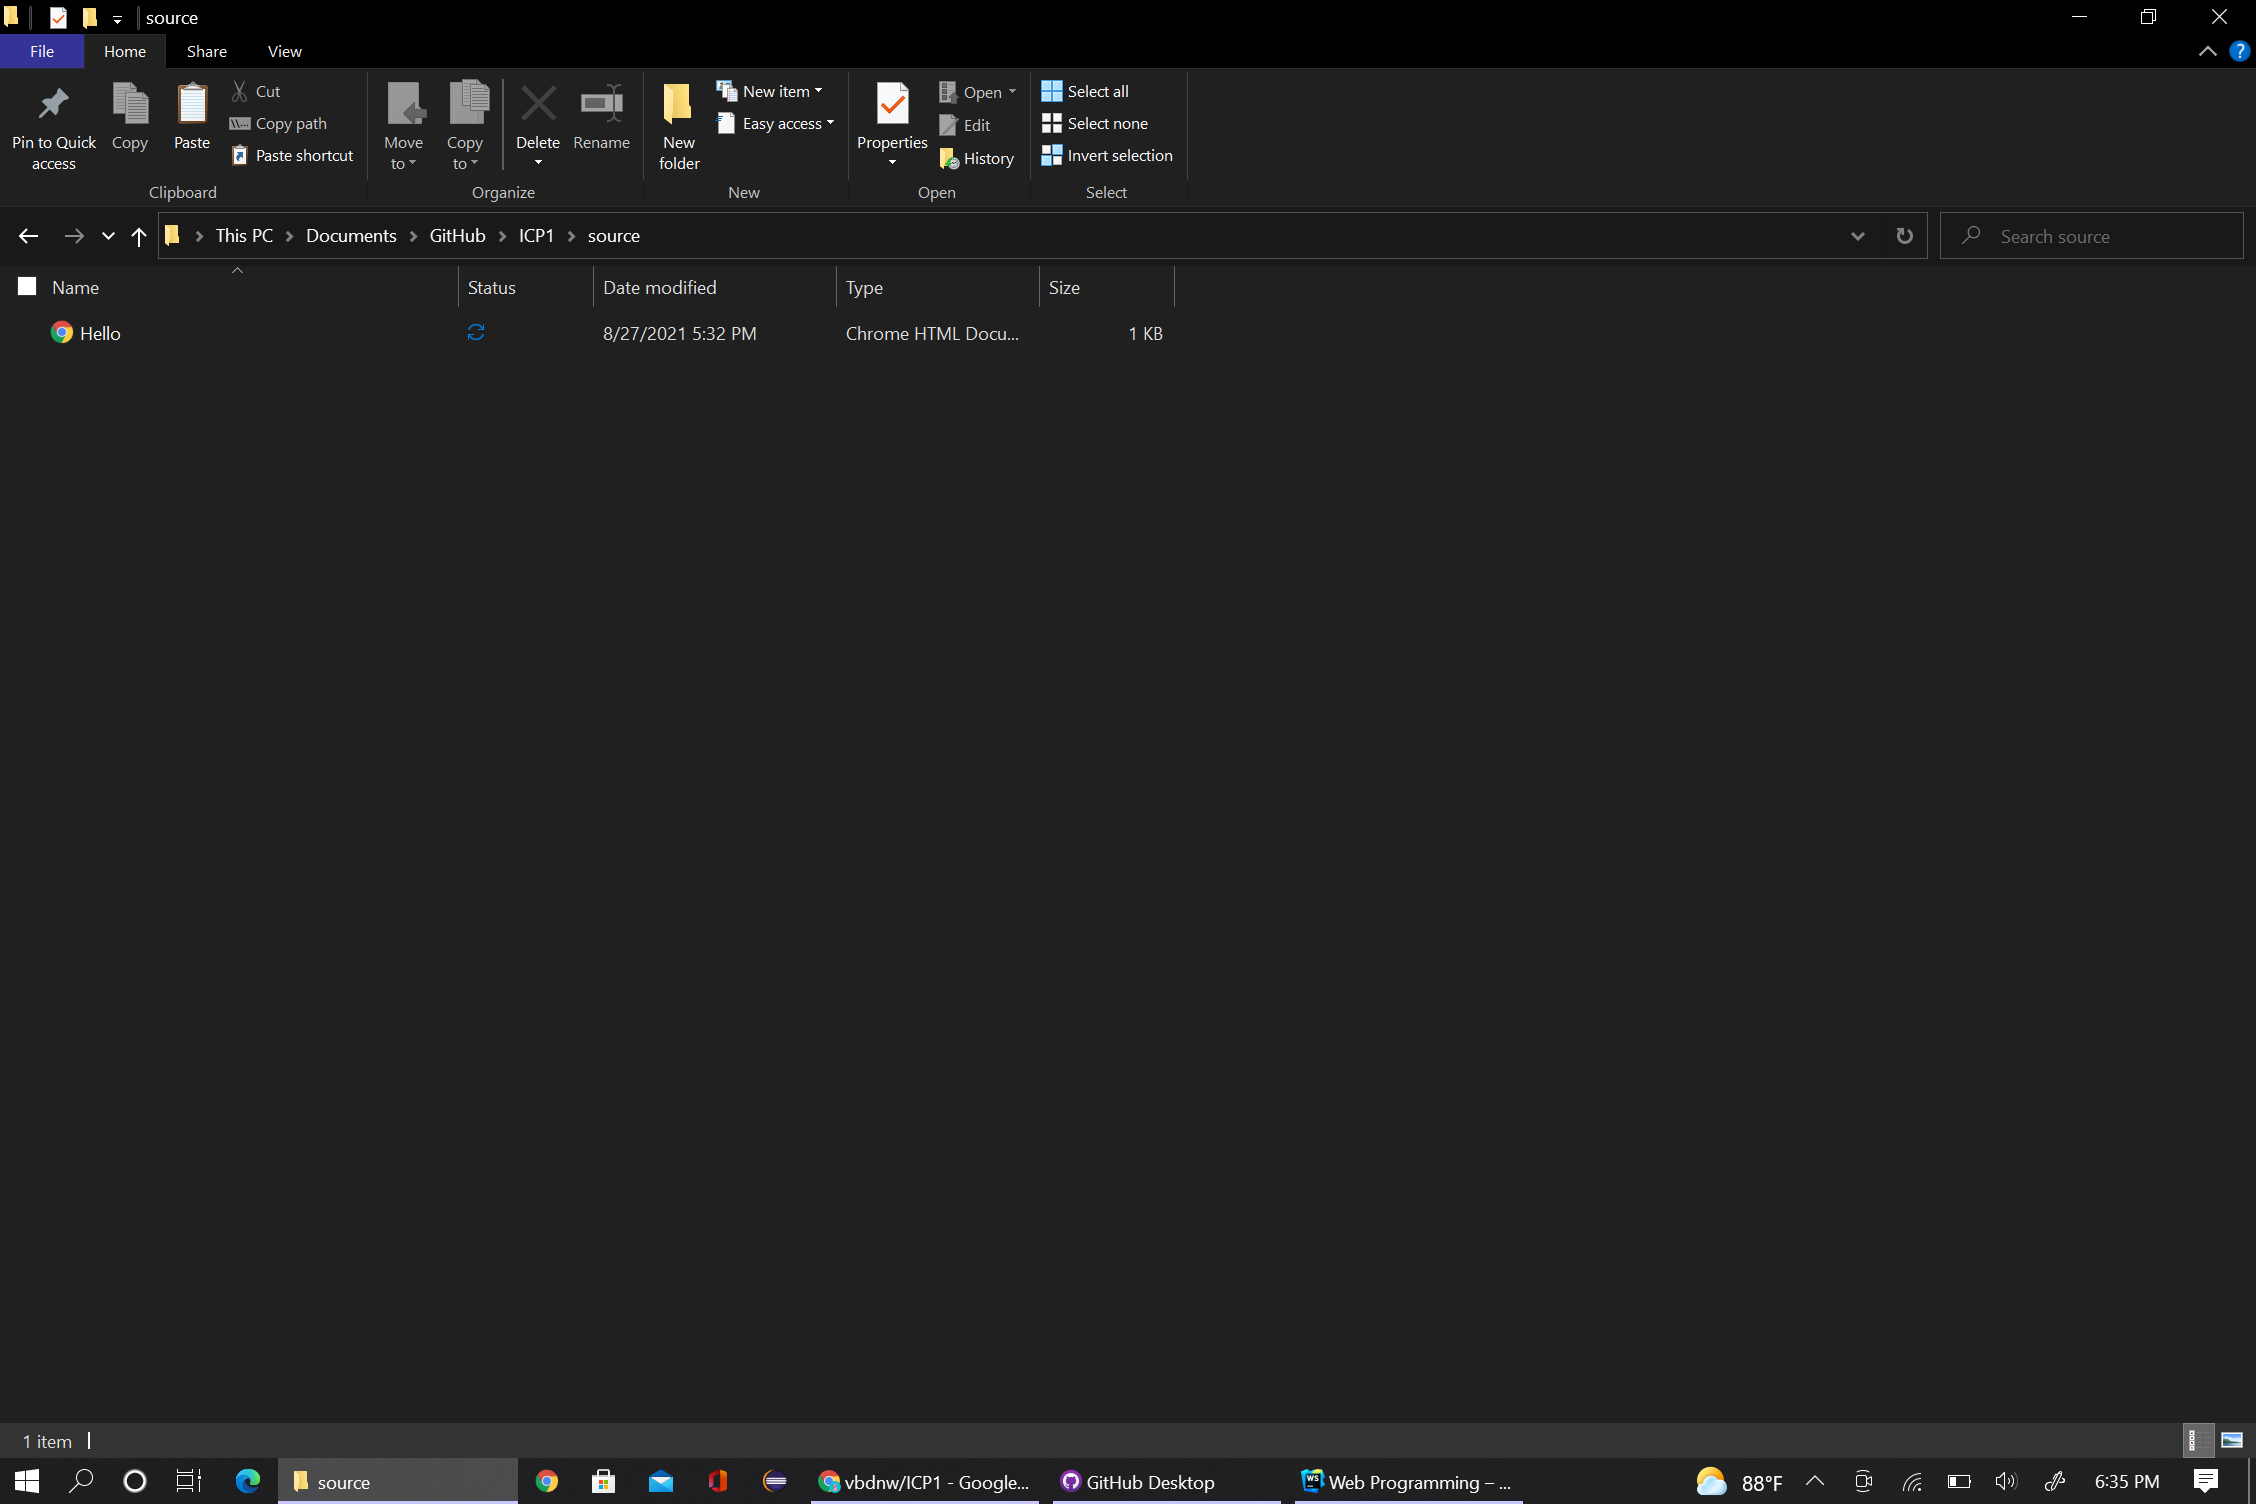 source
File Home Share View
Pin to Quick access
Copy
Paste
Cut
Copy path
Paste shortcut
Clipboard
Move to
Copy to
Delete
Rename
Organize
New folder
New item
Easy access
New
Properties
Open
Edit
History
Open
Select all
Select none
Invert selection
Select
This PC Documents GitHub ICP1 source
Search source
Name Status Date modified Type Size
Hello 8/27/2021 5:32 PM Chrome HTML Docu... 1 KB
1 item
source
vbdnw/ICP1 - Google...
GitHub Desktop
WS
Web Programming – ...
88°F
6:35 PM